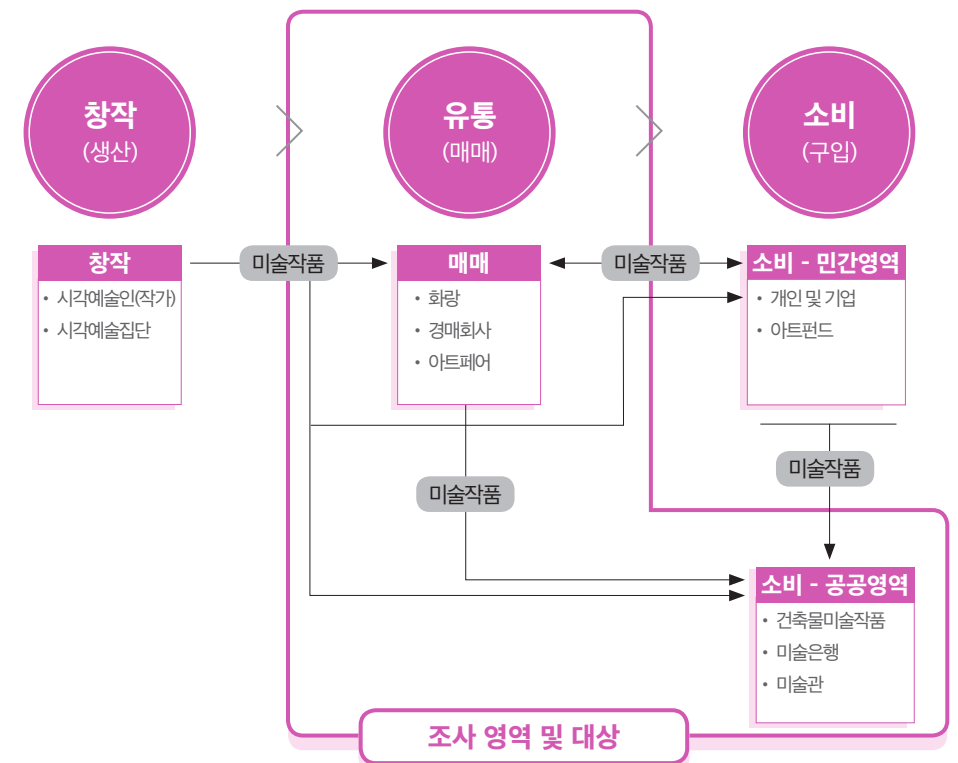 창작
(생산)
유통
(매매)
소비
(구입)
창작
• 시각예술인(작가)
• 시각예술집단
미술작품
매매
• 화랑
• 경매회사
• 아트페어
미술작품
소비 - 민간영역
• 개인 및 기업
• 아트펀드
미술작품
미술작품
소비 - 공공영역
• 건축물미술작품
• 미술은행
• 미술관
조사 영역 및 대상